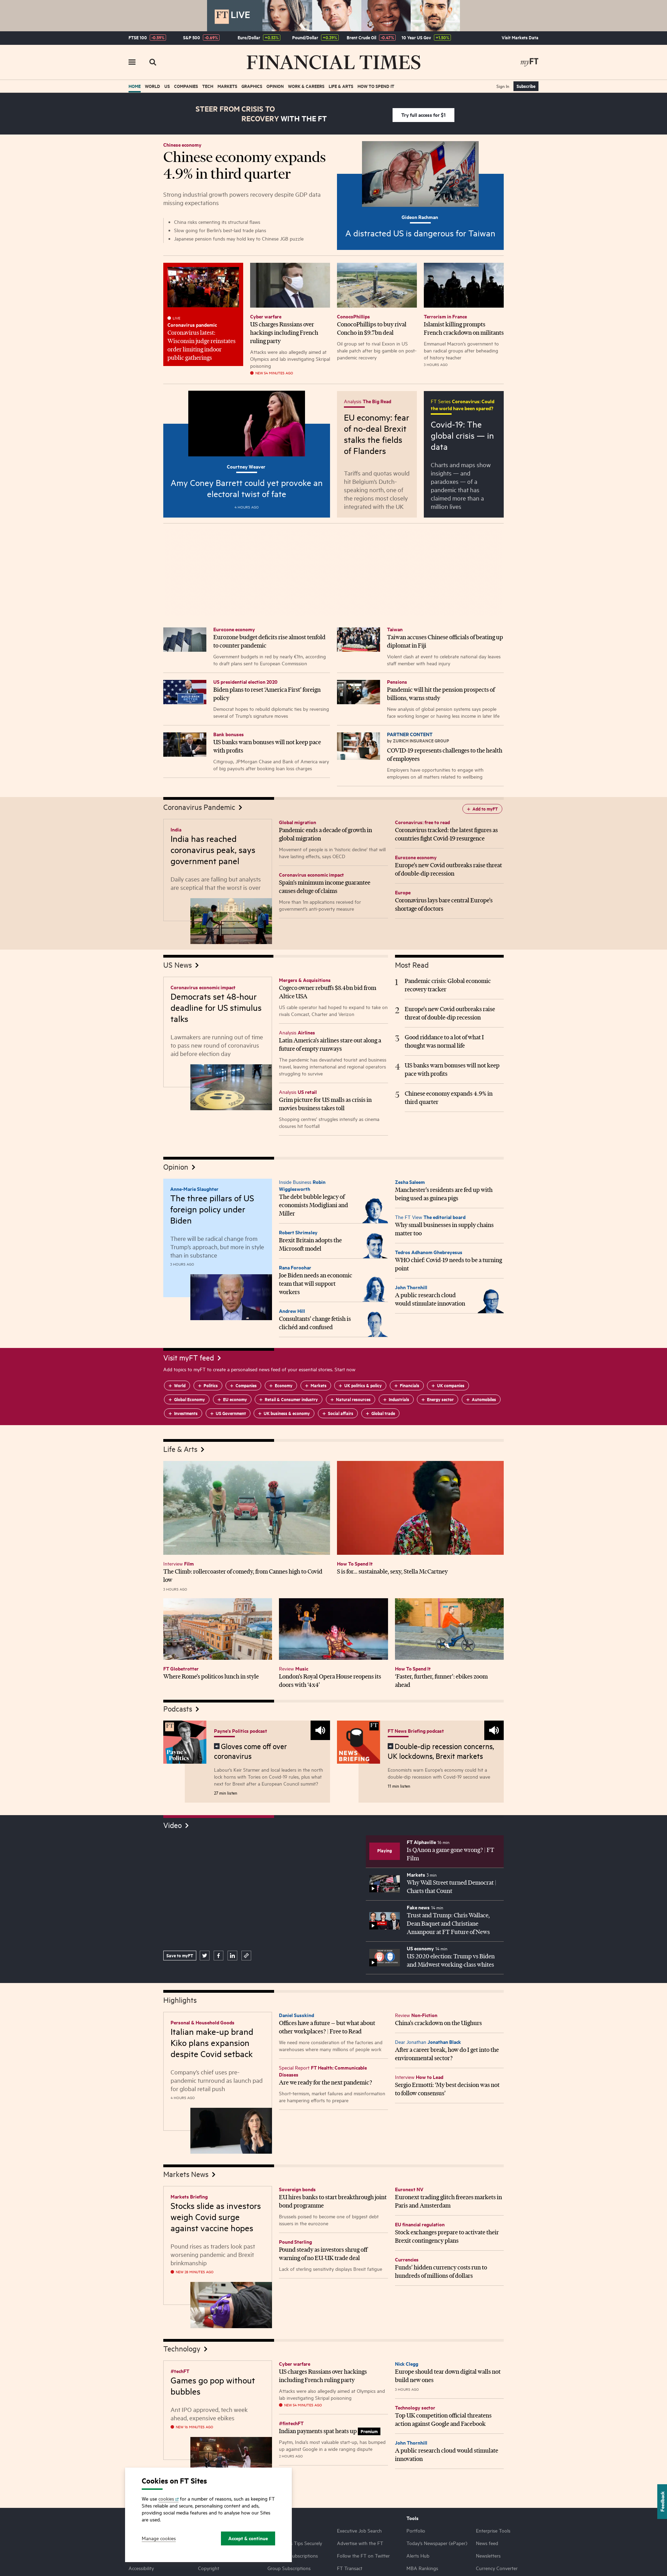 FT LIVE
FTSE 100 -0.59%
S&P 500 -0.69%
Euro/Dollar +0.53%
Pound/Dollar +0.39%
Brent Crude Oil -0.47%
10 Year US Gov +1.80%
Visit Markets Data
FINANCIAL TIMES
myFT
HOME WORLD US COMPANIES TECH MARKETS GRAPHICS OPINION WORK & CAREERS LIFE & ARTS HOW TO SPEND IT
Sign In
Subscribe
STEER FROM CRISIS TO
RECOVERY WITH THE FT
Try full access for $1
Chinese economy
Chinese economy expands
4.9% in third quarter
Strong industrial growth powers recovery despite GDP data
missing expectations
China risks cementing its structural flaws
Slow going for Berlin's best-laid trade plans
Japanese pension funds may hold key to Chinese JGB puzzle
Gideon Rachman
A distracted US is dangerous for Taiwan
LIVE
Coronavirus pandemic
Coronavirus latest:
Wisconsin judge reinstates
order limiting indoor
public gatherings
Cyber warfare
US charges Russians over
hackings including French
ruling party
Attacks were also allegedly aimed at
Olympics and lab investigating Skripal
poisoning
NEW 54 MINUTES AGO
ConocoPhillips
ConocoPhillips to buy rival
Concho in $9.7bn deal
Oil group set to rival Exxon in US
shale patch after big gamble on post-
pandemic recovery
Terrorism in France
Islamist killing prompts
French crackdown on militants
Emmanuel Macron's government to
ban radical groups after beheading
of history teacher
3 HOURS AGO
Courtney Weaver
Amy Coney Barrett could yet provoke an
electoral twist of fate
4 HOURS AGO
Analysis The Big Read
EU economy: fear
of no-deal Brexit
stalks the fields
of Flanders
Tariffs and quotas would
hit Belgium's Dutch-
speaking north, one of
the regions most closely
integrated with the UK
FT Series Coronavirus: Could
the world have been spared?
Covid-19: The
global crisis — in
data
Charts and maps show
insights — and
paradoxes — of a
pandemic that has
claimed more than a
million lives
Eurozone economy
Eurozone budget deficits rise almost tenfold
to counter pandemic
Government budgets in red by nearly €1tn, according
to draft plans sent to European Commission
Taiwan
Taiwan accuses Chinese officials of beating up
diplomat in Fiji
Violent clash at event to celebrate national day leaves
staff member with head injury
US presidential election 2020
Biden plans to reset 'America First' foreign
policy
Democrat hopes to rebuild diplomatic ties by reversing
several of Trump's signature moves
Pensions
Pandemic will hit the pension prospects of
billions, warns study
New analysis of global pension systems says people
face working longer or having less income in later life
Bank bonuses
US banks warn bonuses will not keep pace
with profits
Citigroup, JPMorgan Chase and Bank of America wary
of big payouts after booking loan loss charges
PARTNER CONTENT
by ZURICH INSURANCE GROUP
COVID-19 represents challenges to the health
of employees
Employers have opportunities to engage with
employees on all matters related to wellbeing
Coronavirus Pandemic
+ Add to myFT
India
India has reached
coronavirus peak, says
government panel
Daily cases are falling but analysts
are sceptical that the worst is over
Global migration
Pandemic ends a decade of growth in
global migration
Movement of people is in 'historic decline' that will
have lasting effects, says OECD
Coronavirus economic impact
Spain's minimum income guarantee
causes deluge of claims
More than 1m applications received for
government's anti-poverty measure
Coronavirus: free to read
Coronavirus tracked: the latest figures as
countries fight Covid-19 resurgence
Eurozone economy
Europe's new Covid outbreaks raise threat
of double-dip recession
Europe
Coronavirus lays bare central Europe's
shortage of doctors
US News
Coronavirus economic impact
Democrats set 48-hour
deadline for US stimulus
talks
Lawmakers are running out of time
to pass new round of coronavirus
aid before election day
Mergers & Acquisitions
Cogeco owner rebuffs $8.4bn bid from
Altice USA
US cable operator had hoped to expand to take on
rivals Comcast, Charter and Verizon
Analysis Airlines
Latin America's airlines stare out along a
future of empty runways
The pandemic has devastated tourist and business
travel, leaving international and regional operators
struggling to survive
Analysis US retail
Grim picture for US malls as crisis in
movies business takes toll
Shopping centres' struggles intensify as cinema
closures hit footfall
Most Read
1 Pandemic crisis: Global economic
recovery tracker
2 Europe's new Covid outbreaks raise
threat of double-dip recession
3 Good riddance to a lot of what I
thought was normal life
4 US banks warn bonuses will not keep
pace with profits
5 Chinese economy expands 4.9% in
third quarter
Opinion
Anne-Marie Slaughter
The three pillars of US
foreign policy under
Biden
There will be radical change from
Trump's approach, but more in style
than in substance
3 HOURS AGO
Inside Business Robin
Wigglesworth
The debt bubble legacy of
economists Modigliani and
Miller
Robert Shrimsley
Brexit Britain adopts the
Microsoft model
Rana Foroohar
Joe Biden needs an economic
team that will support
workers
Andrew Hill
Consultants' change fetish is
clichéd and confused
Zesha Saleem
Manchester's residents are fed up with
being used as guinea pigs
The FT View The editorial board
Why small businesses in supply chains
matter too
Tedros Adhanom Ghebreyesus
WHO chief: Covid-19 needs to be a turning
point
John Thornhill
A public research cloud
would stimulate innovation
Visit myFT feed
Add topics to myFT to create a personalised news feed of your essential stories. Start now
+ World + Politics + Companies + Economy + Markets + UK politics & policy + Financials + UK companies
+ Global Economy + EU economy + Retail & Consumer industry + Natural resources + Industrials + Energy sector + Automobiles
+ Investments + US Government + UK business & economy + Social affairs + Global trade
Life & Arts
Interview Film
The Climb: rollercoaster of comedy, from Cannes high to Covid
low
3 HOURS AGO
How To Spend It
S is for... sustainable, sexy, Stella McCartney
FT Globetrotter
Where Rome's politicos lunch in style
Review Music
London's Royal Opera House reopens its
doors with '4x4'
How To Spend It
'Faster, further, funner': ebikes zoom
ahead
Podcasts
FT
Payne's
Politics
Payne's Politics podcast
Gloves come off over
coronavirus
Labour's Keir Starmer and local leaders in the north
lock horns with Tories on Covid-19 rules, plus what
next for Brexit after a European Council summit?
27 min listen
FT
NEWS
BRIEFING
FT News Briefing podcast
Double-dip recession concerns,
UK lockdowns, Brexit markets
Economists warn Europe's economy could hit a
double-dip recession with Covid-19 second wave
11 min listen
Video
Save to myFT
Playing
FT Alphaville 16 min
Is QAnon a game gone wrong? | FT
Film
Markets 3 min
Why Wall Street turned Democrat |
Charts that Count
Fake news 14 min
Trust and Trump: Chris Wallace,
Dean Baquet and Christiane
Amanpour at FT Future of News
US economy 14 min
US 2020 election: Trump vs Biden
and Midwest working-class whites
Highlights
Personal & Household Goods
Italian make-up brand
Kiko plans expansion
despite Covid setback
Company's chief uses pre-
pandemic turnround as launch pad
for global retail push
4 HOURS AGO
Daniel Susskind
Offices have a future — but what about
other workplaces? | Free to Read
We need more consideration of the factories and
warehouses where many millions of people work
Special Report FT Health: Communicable
Diseases
Are we ready for the next pandemic?
Short-termism, market failures and misinformation
are hampering efforts to prepare
Review Non-Fiction
China's crackdown on the Uighurs
Dear Jonathan Jonathan Black
After a career break, how do I get into the
environmental sector?
Interview How to Lead
Sergio Ermotti: 'My best decision was not
to follow consensus'
Markets News
Markets Briefing
Stocks slide as investors
weigh Covid surge
against vaccine hopes
Pound rises as traders look past
worsening pandemic and Brexit
brinkmanship
NEW 28 MINUTES AGO
Sovereign bonds
EU hires banks to start breakthrough joint
bond programme
Brussels poised to become one of biggest debt
issuers in the eurozone
Pound Sterling
Pound steady as investors shrug off
warning of no EU-UK trade deal
Lack of sterling sensitivity displays Brexit fatigue
Euronext NV
Euronext trading glitch freezes markets in
Paris and Amsterdam
EU financial regulation
Stock exchanges prepare to activate their
Brexit contingency plans
Currencies
Funds' hidden currency costs run to
hundreds of millions of dollars
Technology
#techFT
Games go pop without
bubbles
Ant IPO approved, tech week
ahead, expensive ebikes
NEW 16 MINUTES AGO
Cyber warfare
US charges Russians over hackings
including French ruling party
Attacks were also allegedly aimed at Olympics and
lab investigating Skripal poisoning
NEW 54 MINUTES AGO
#fintechFT
Indian payments spat heats up Premium
Paytm, India's most valuable start-up, has bumped
up against Google in a wide ranging dispute
2 HOURS AGO
Nick Clegg
Europe should tear down digital walls not
build new ones
2 HOURS AGO
Technology sector
Top UK competition official threatens
action against Google and Facebook
John Thornhill
A public research cloud would stimulate
innovation
Feedback
Cookies on FT Sites
We use cookies for a number of reasons, such as keeping FT
Sites reliable and secure, personalising content and ads,
providing social media features and to analyse how our Sites
are used.
Manage cookies
Accept & continue
Tools
Executive Job Search
Portfolio
Enterprise Tools
Tips Securely
Advertise with the FT
Today's Newspaper (ePaper)
News feed
Subscriptions
Follow the FT on Twitter
Alerts Hub
Newsletters
Accessibility
Copyright
Group Subscriptions
FT Transact
MBA Rankings
Currency Converter